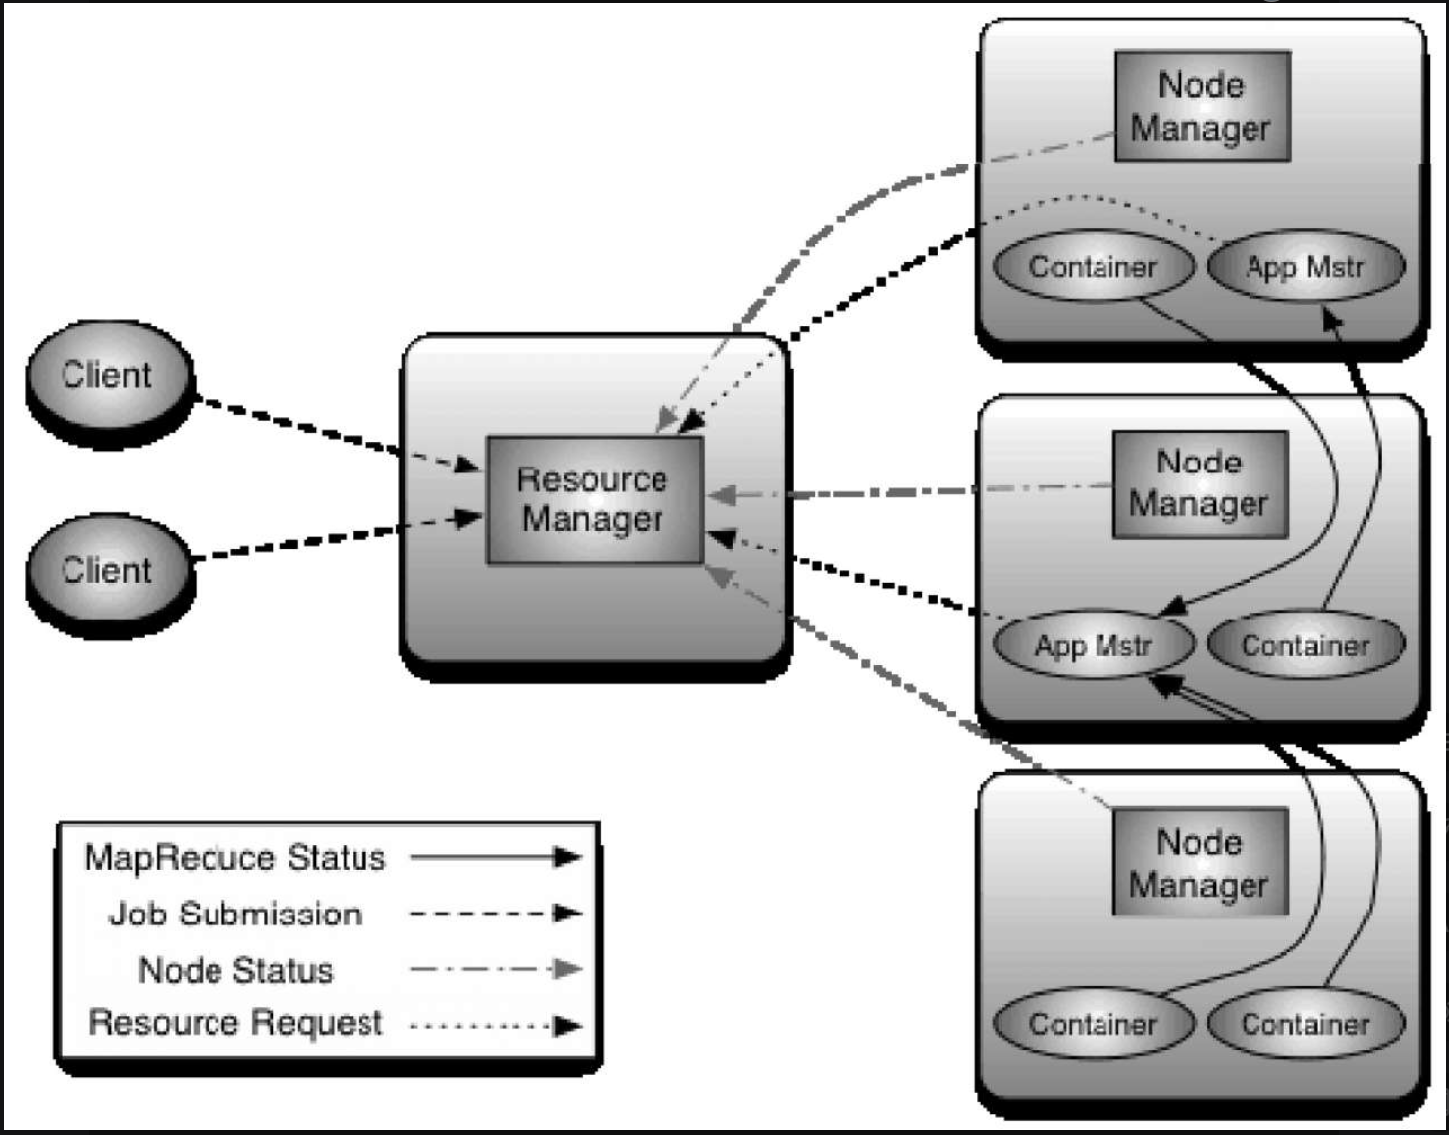 Node
Manager
Container
App Mstr
Client
Client
Resource
Manager
Node
Manager
App Mstr
Container
Node
Manager
Container
Container
MapReduce Status
Job Submission
Node Status
Resource Request